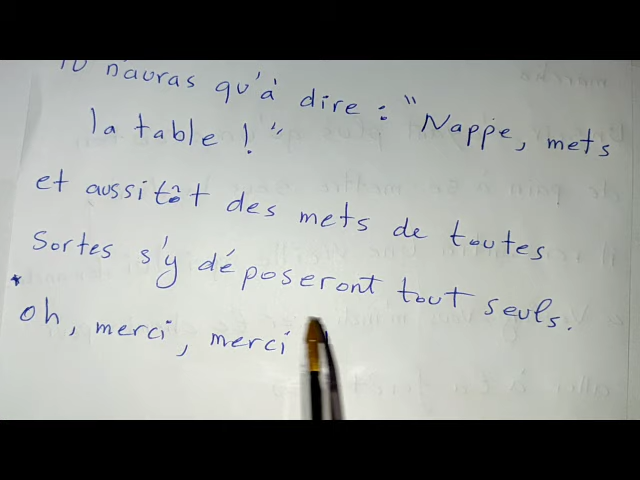 Tu n'auras qu'à dire : "Nappe, mets
la table ! "
et aussitôt des mets de toutes
Sortes s'y déposeront tout seuls.
* oh, merci, merci